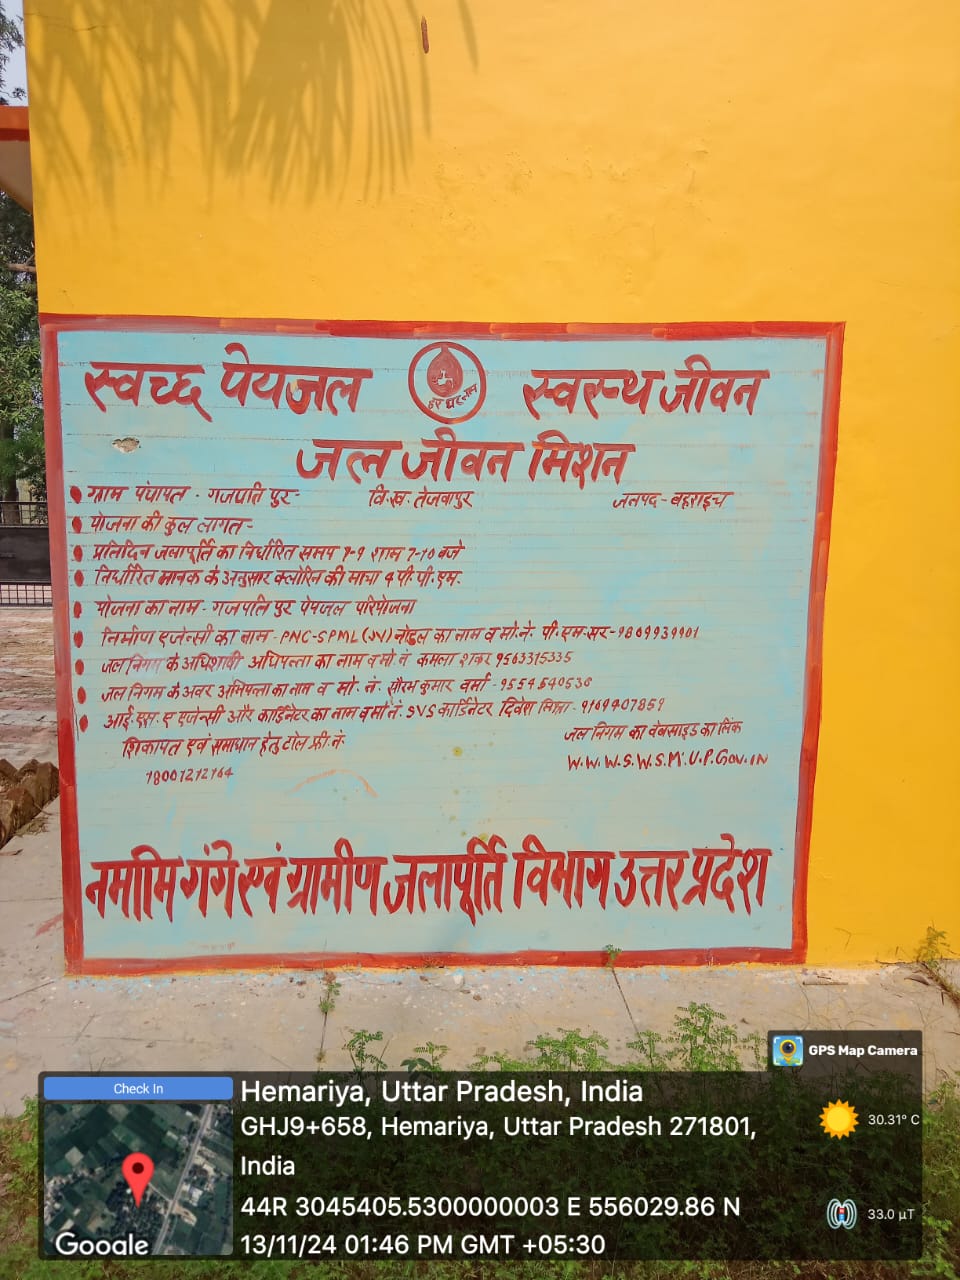 स्वच्छ पेयजल हर घर जल स्वस्थ जीवन
जल जीवन मिशन
ग्राम पंचायत - गजपति पुर- वि.ख. तेजवापुर जनपद- बहराइच
योजना की कुल लागत-
प्रतिदिन जलापूर्ति का निर्धारित समय 7-9 शाम 7-10 बजे
निर्धारित मानक के अनुसार क्लोरिन की मात्रा 4 पी.पी.एम.
योजना का नाम - गजपति पुर पेयजल परियोजना
निर्माण एजेन्सी का नाम - PNC-SPML(JV) नोडल का नाम व मो.नं. पी.एम.सर-
जल निगम के अधिशाषी अभियन्ता का नाम व मो नं कमला शंकर 9563315335
जल निगम के अवर अभियन्ता का नाम व मो. नं. सौरभ कुमार वर्मा - 9554540536
आई.एस.ए एजेन्सी और कार्डिनेटर का नाम व मो नं. SVS कार्डिनेटर दिवेश मिश्रा - 9169407859
शिकायत एवं समाधान हेतु टोल फ्री नं. जल निगम का वेबसाइड का लिंक
18001212164 W.W.W.S.W.S.M.U.P.Gov.IN
नमामि गंगे एवं ग्रामीण जलापूर्ति विभाग उत्तर प्रदेश
GPS Map Camera
Check In
Hemariya, Uttar Pradesh, India
GHJ9+658, Hemariya, Uttar Pradesh 271801,
India
30.31° C
44R 3045405.5300000003 E 556029.86 N
33.0 µT
13/11/24 01:46 PM GMT +05:30
Google